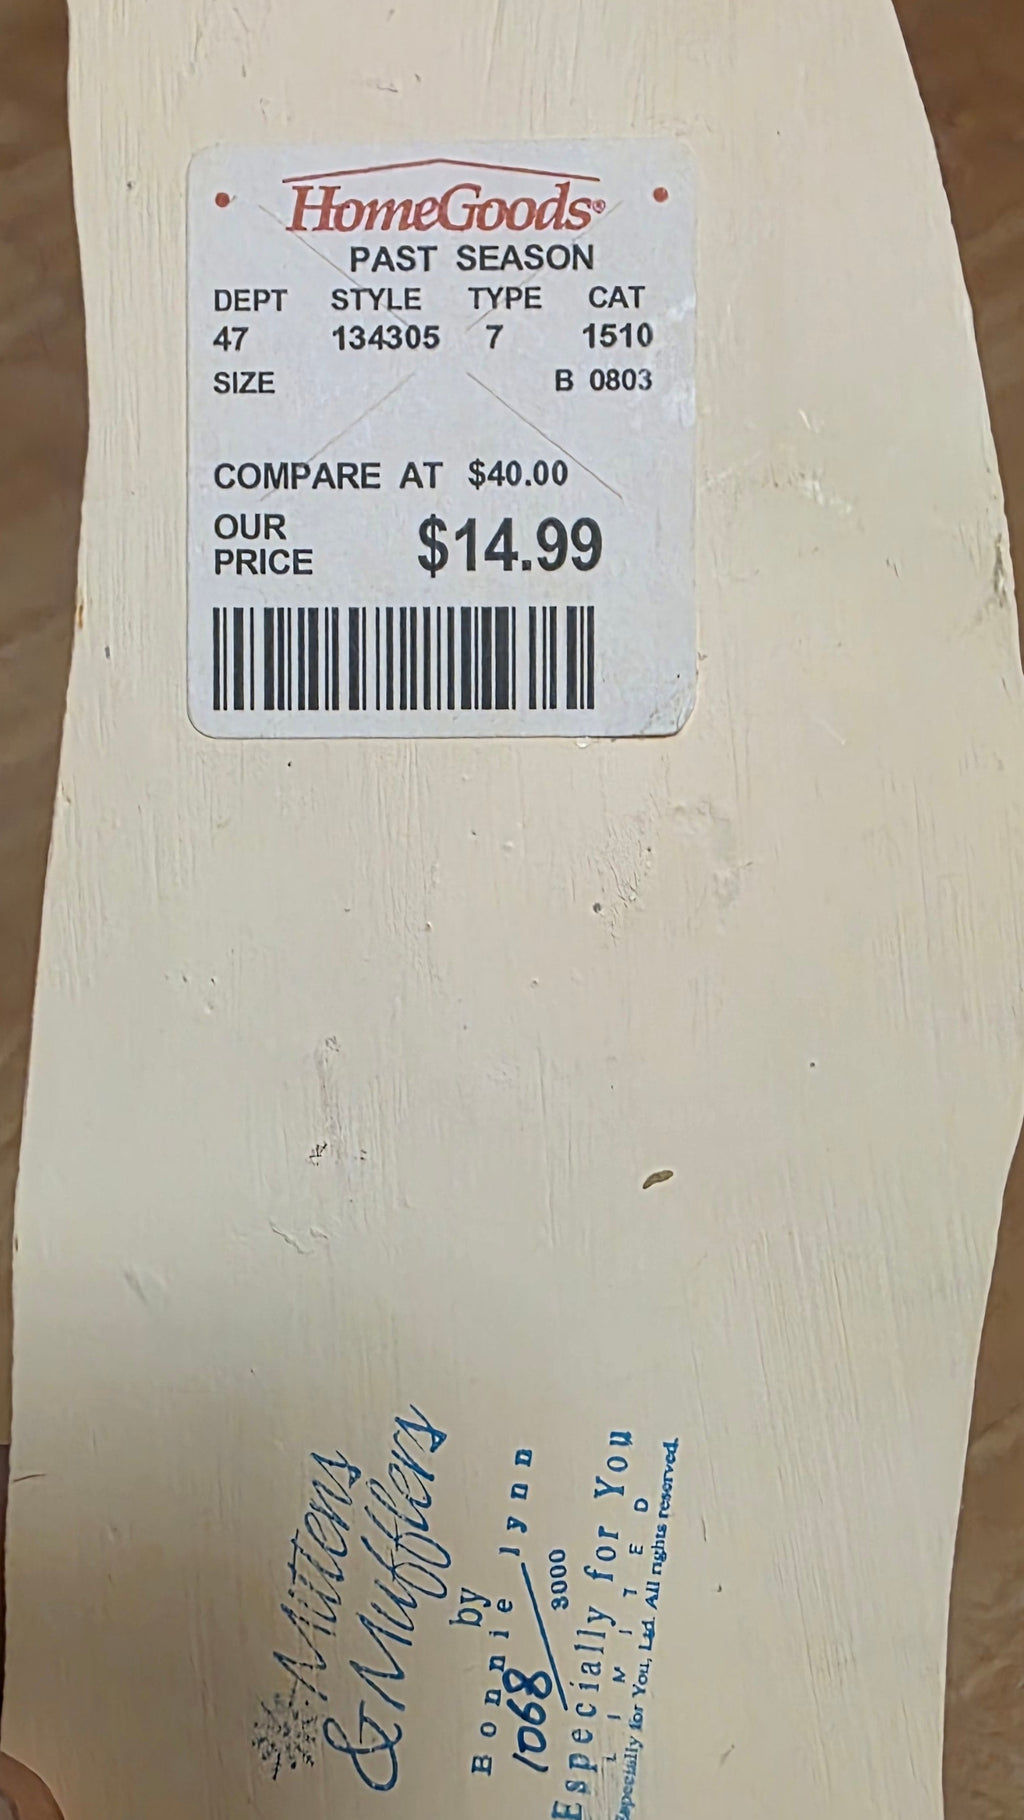 HomeGoods®
PAST SEASON
DEPT STYLE TYPE CAT
47 134305 7 1510
SIZE B 0803
COMPARE AT $40.00
OUR PRICE $14.99
Mittens
& Mufflers
by
Bonnie lynn
1068/3000
Especially for You
LIMITED
Especially for You, Ltd. All rights reserved.